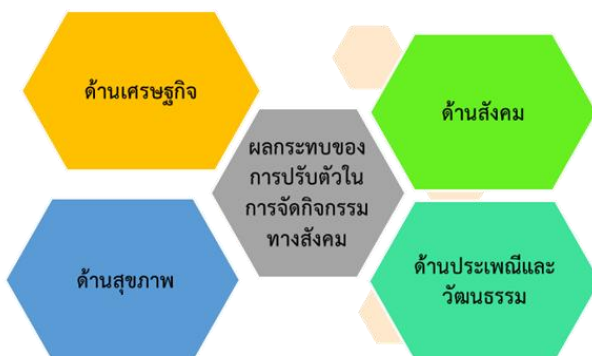 ด้านเศรษฐกิจ
ด้านสังคม
ผลกระทบของ
การปรับตัวใน
การจัดกิจกรรม
ทางสังคม
ด้านสุขภาพ
ด้านประเพณีและ
วัฒนธรรม